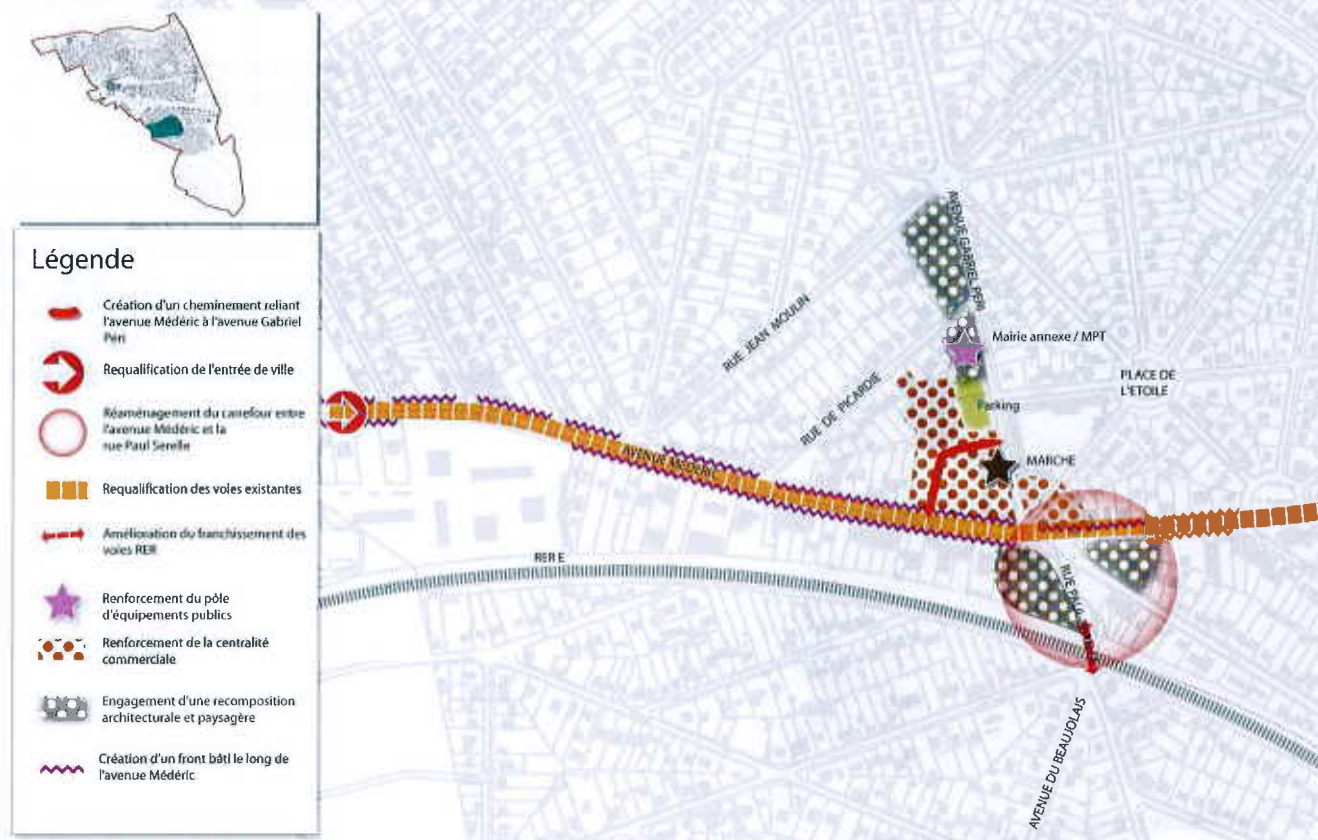 Légende
Création d'un cheminement reliant
l'avenue Médéric à l'avenue Gabriel
Péri
Requalification de l'entrée de ville
Réaménagement du carrefour entre
l'avenue Médéric et la
rue Paul Serelle
Requalification des voies existantes
Amélioration du franchissement des
voies RER
Renforcement du pôle
d'équipements publics
Renforcement de la centralité
commerciale
Engagement d'une recomposition
architecturale et paysagère
Création d'un front bâti le long de
l'avenue Médéric
AVENUE GABRIEL PERI
RUE JEAN MOULIN
Mairie annexe / MPT
PLACE DE
L'ETOILE
RUE DE PICARDIE
Parking
MARCHE
AVENUE MEDERIC
RER E
RUE PAUL
AVENUE DU BEAUJOLAIS